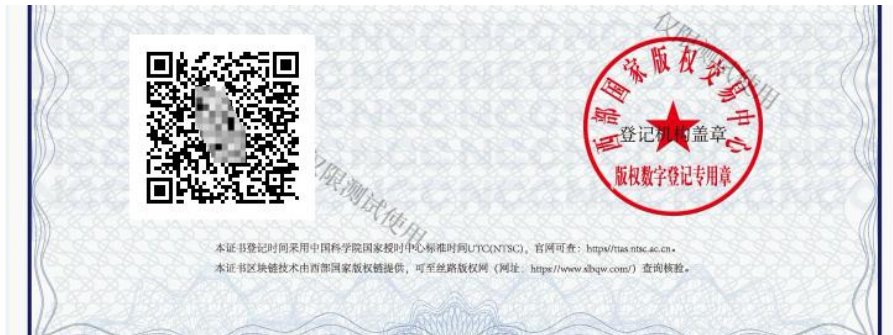 仅限测试使用
西部国家版权交易中心
登记机构盖章
版权数字登记专用章
仅限测试使用
本证书登记时间采用中国科学院国家授时中心标准时间UTC(NTSC)，官网可查：https//ttas.ntsc.ac.cn。
本证书区块链技术由西部国家版权链提供，可至丝路版权网（网址：https://www.slbqw.com/）查询核验。